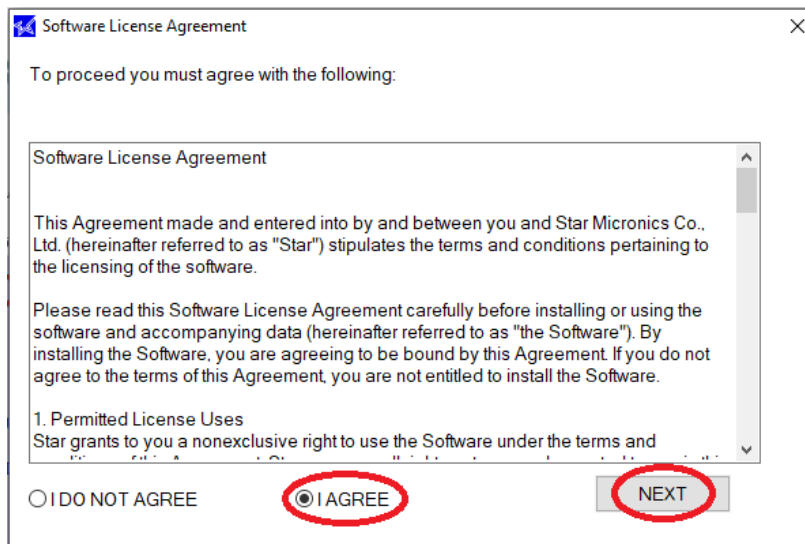 Software License Agreement
To proceed you must agree with the following:
Software License Agreement
This Agreement made and entered into by and between you and Star Micronics Co.,
Ltd. (hereinafter referred to as "Star") stipulates the terms and conditions pertaining to
the licensing of the software.
Please read this Software License Agreement carefully before installing or using the
software and accompanying data (hereinafter referred to as "the Software"). By
installing the Software, you are agreeing to be bound by this Agreement. If you do not
agree to the terms of this Agreement, you are not entitled to install the Software.
1. Permitted License Uses
Star grants to you a nonexclusive right to use the Software under the terms and
I DO NOT AGREE
I AGREE
NEXT